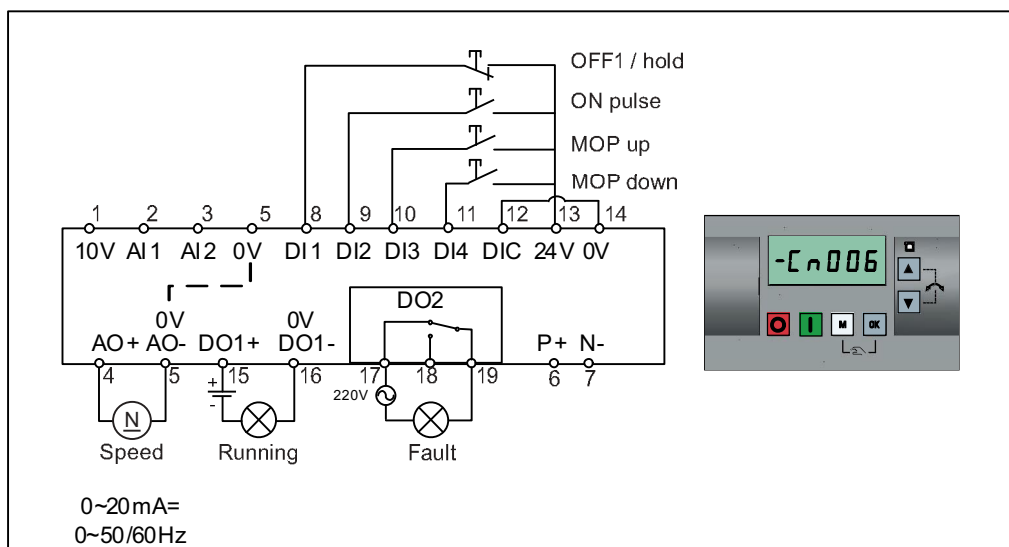 OFF1 / hold
ON pulse
MOP up
MOP down
1 2 3 5 8 9 10 11 12 13 14
10V AI1 AI2 0V DI1 DI2 DI3 DI4 DIC 24V 0V
-Cn006
M OK
DO2
0V 0V
AO+ AO- DO1+ DO1- P+ N-
4 5 15 16 17 18 19 6 7
220V
N
+
-
Speed Running Fault
0~20mA=
0~50/60Hz